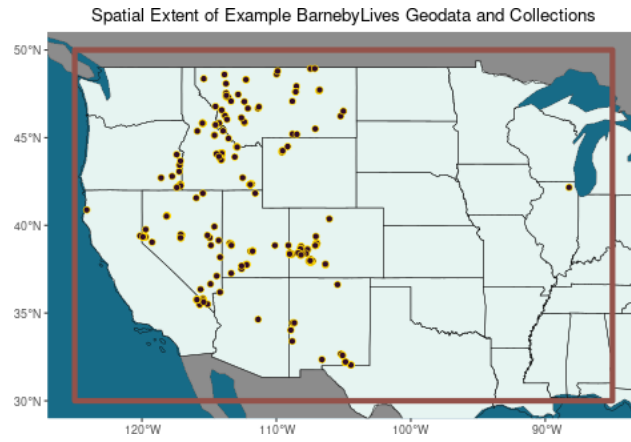 Spatial Extent of Example BarnebyLives Geodata and Collections
50°N
45°N
40°N
35°N
30°N
120°W 110°W 100°W 90°W